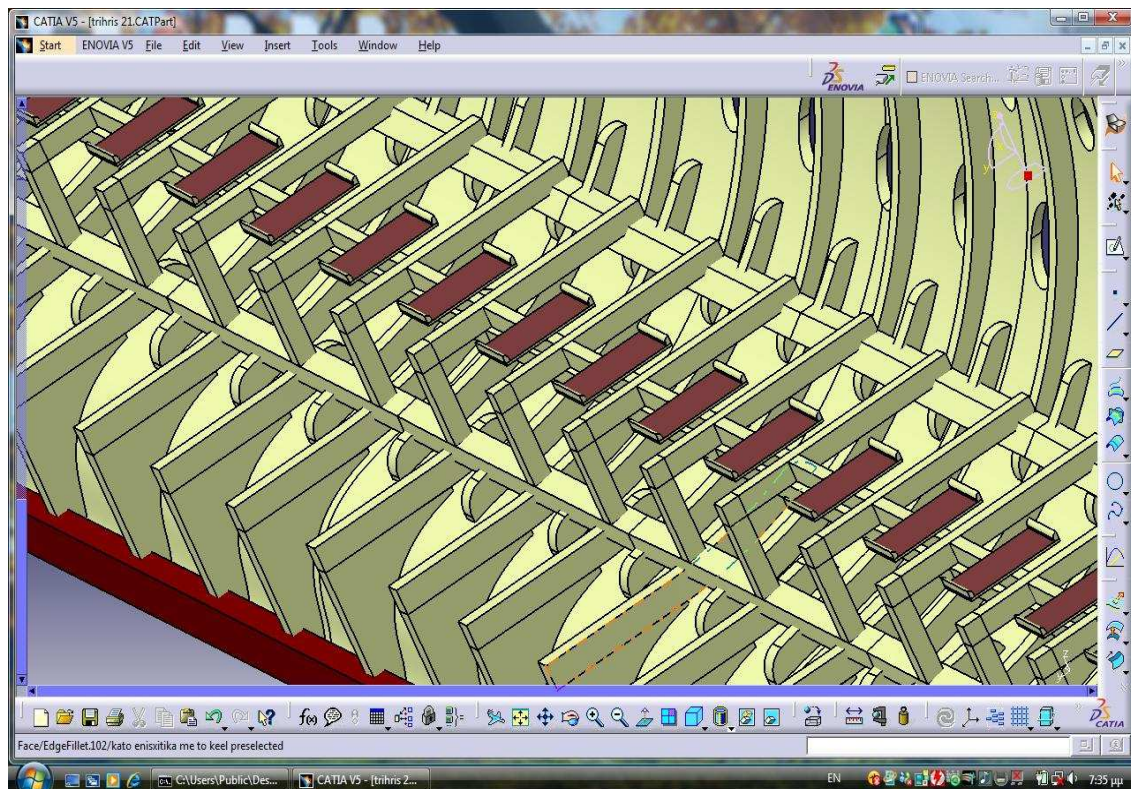 CATIA V5 - [trihris 21.CATPart]
Start ENOVIA V5 File Edit View Insert Tools Window Help
DS ENOVIA ENOVIA Search...
y
z
f(x)
DS CATIA
Face/EdgeFillet.102/kato enisxitika me to keel preselected
C:\Users\Public\Des... CATIA V5 - [trihris 2... EN 7:35 μμ